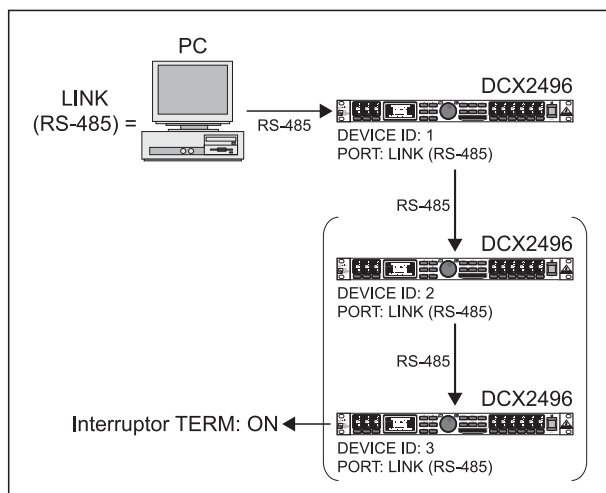 PC
LINK
(RS-485) =
RS-485
DCX2496
DEVICE ID: 1
PORT: LINK (RS-485)
RS-485
DCX2496
DEVICE ID: 2
PORT: LINK (RS-485)
RS-485
DCX2496
Interruptor TERM: ON
DEVICE ID: 3
PORT: LINK (RS-485)